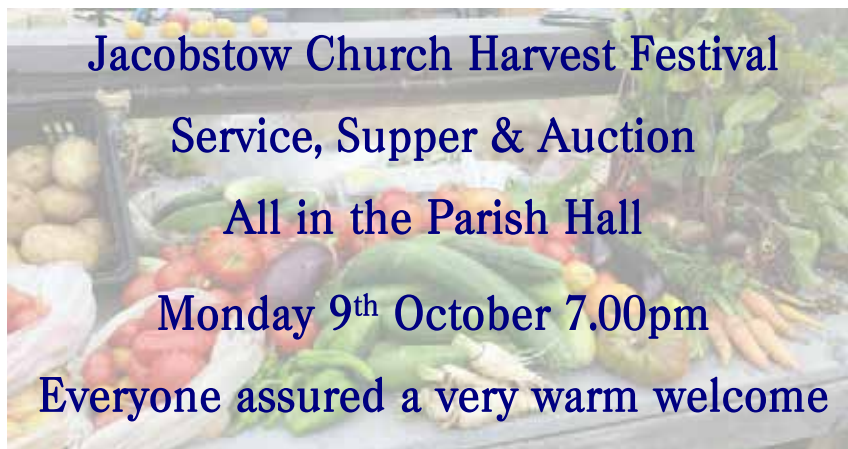 Jacobstow Church Harvest Festival
Service, Supper & Auction
All in the Parish Hall
Monday 9th October 7.00pm
Everyone assured a very warm welcome